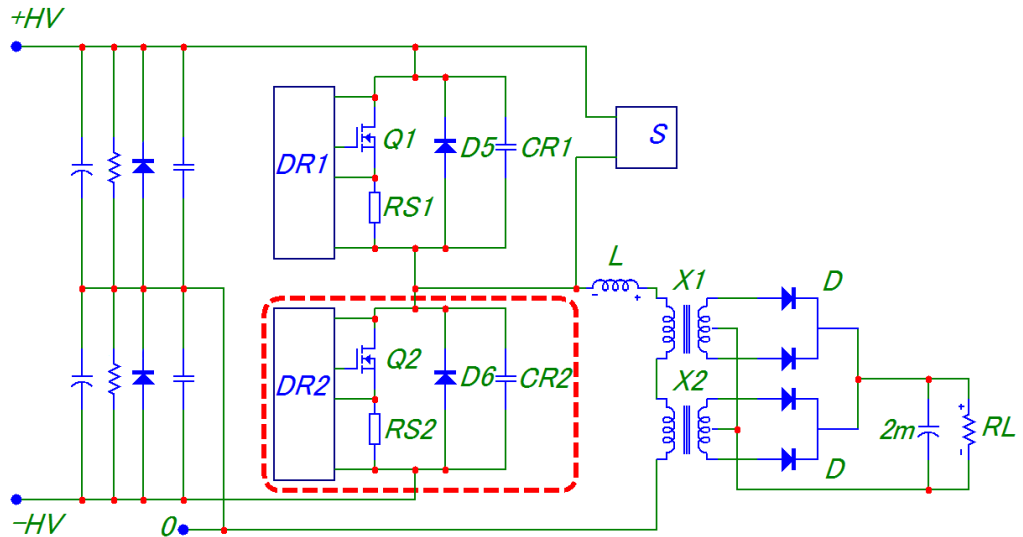 +HV
Q1
D5
CR1
S
DR1
RS1
L
- +
X1
D
Q2
X2
DR2
D6
CR2
RS2
2m
+
RL
-
D
-HV
0